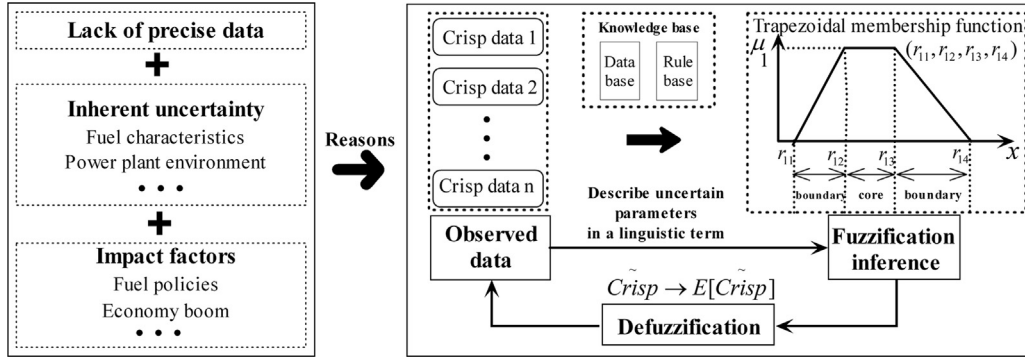 Lack of precise data
+
Inherent uncertainty
Fuel characteristics
Power plant environment
• • •
+
Impact factors
Fuel policies
Economy boom
• • •
Reasons
Crisp data 1
Crisp data 2
•
•
•
Crisp data n
Observed
data
Knowledge base
Data
base
Rule
base
Describe uncertain
parameters
in a linguistic term
Trapezoidal membership function
μ
1
(r₁₁, r₁₂, r₁₃, r₁₄)
x
r₁₁ r₁₂ r₁₃ r₁₄
boundary core boundary
Fuzzification
inference
C̃risp → E[C̃risp]
Defuzzification